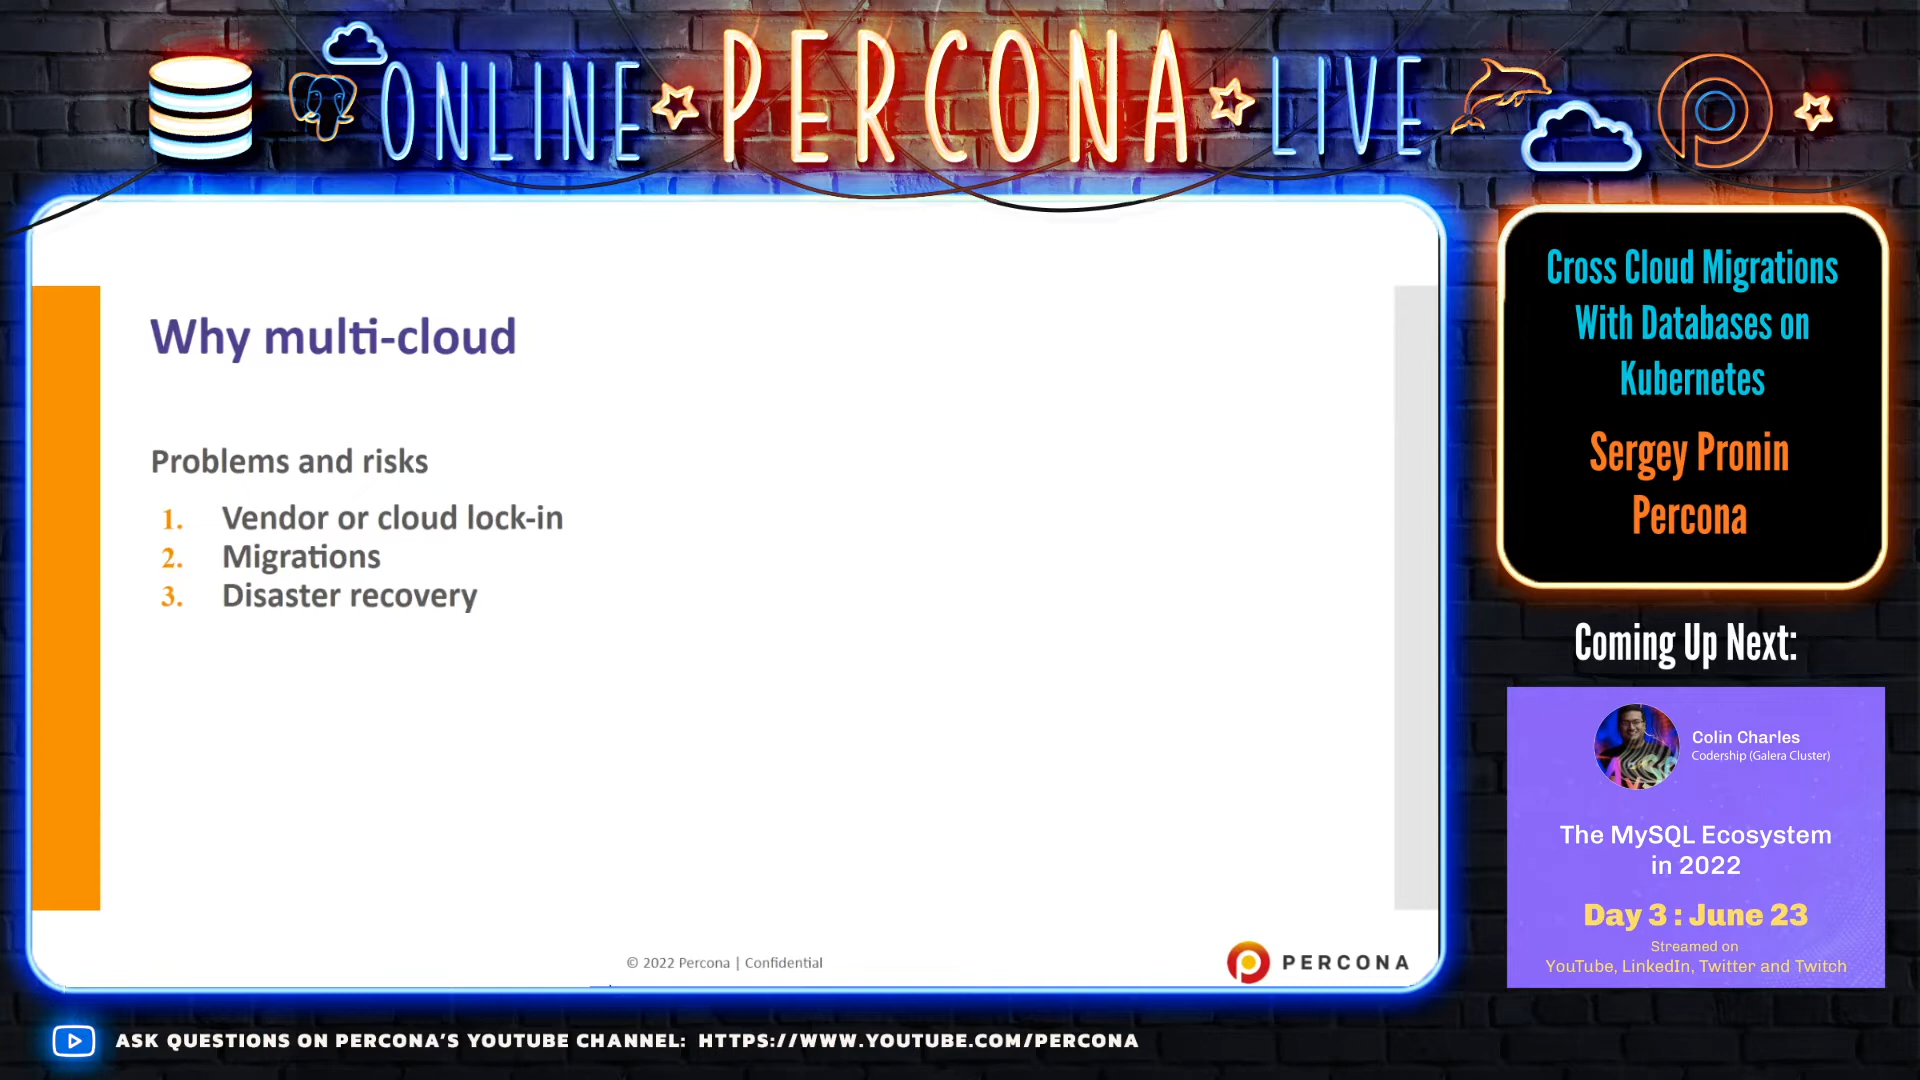 ONLINE PERCONA LIVE
Why multi-cloud
Problems and risks
1. Vendor or cloud lock-in
2. Migrations
3. Disaster recovery
© 2022 Percona | Confidential
PERCONA
Cross Cloud Migrations
With Databases on
Kubernetes
Sergey Pronin
Percona
Coming Up Next:
Colin Charles
Codership (Galera Cluster)
The MySQL Ecosystem
in 2022
Day 3 : June 23
Streamed on
YouTube, LinkedIn, Twitter and Twitch
ASK QUESTIONS ON PERCONA'S YOUTUBE CHANNEL: HTTPS://WWW.YOUTUBE.COM/PERCONA